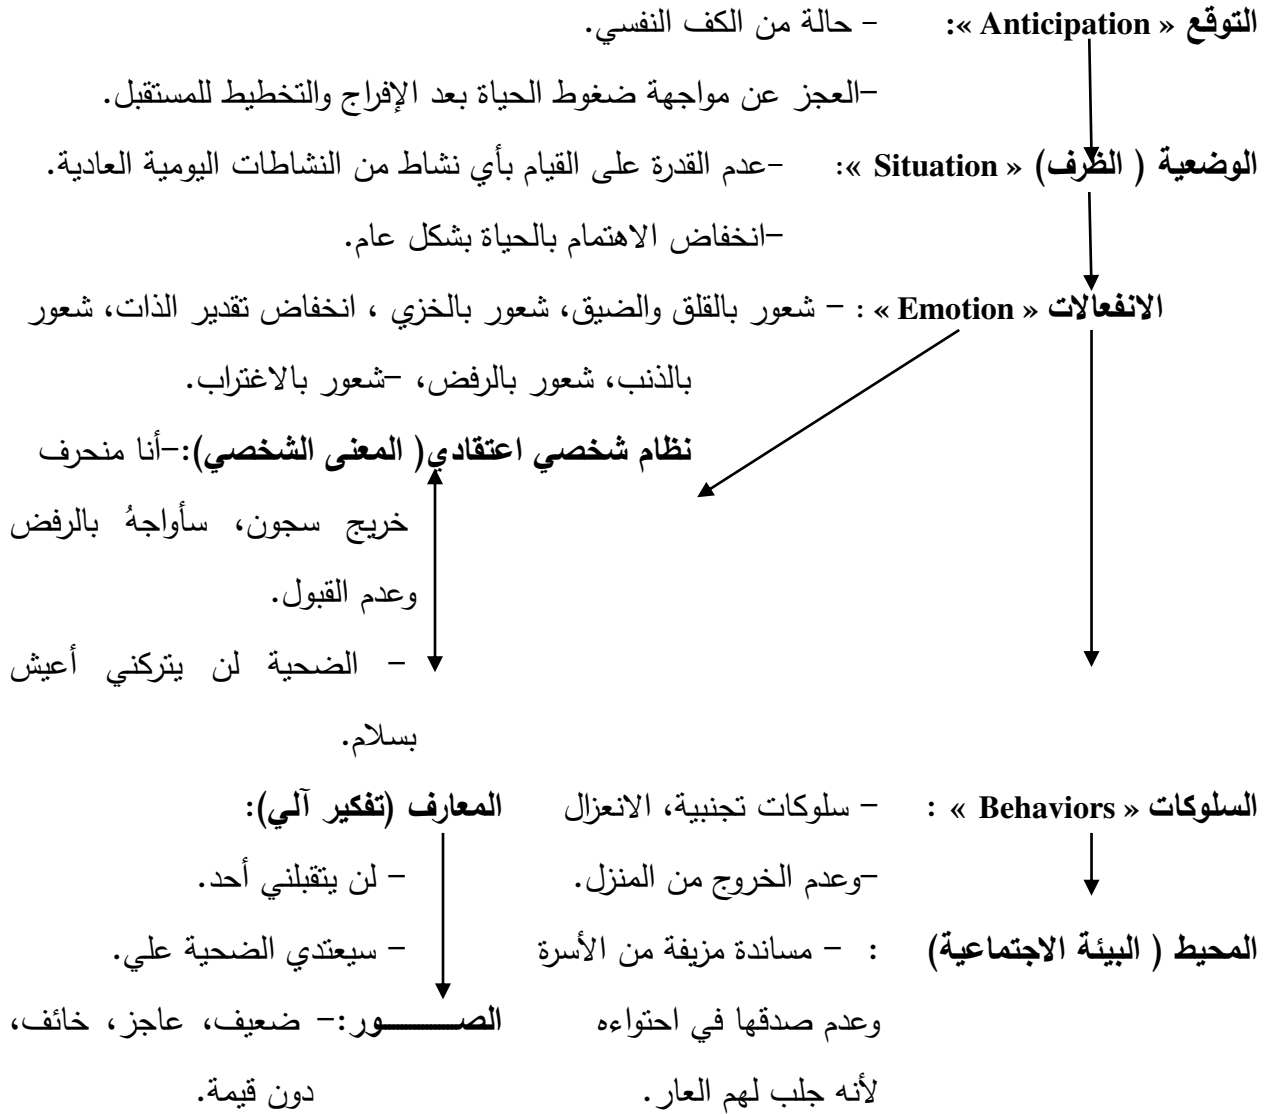 التوقع « Anticipation »: – حالة من الكف النفسي.
–العجز عن مواجهة ضغوط الحياة بعد الإفراج والتخطيط للمستقبل.
الوضعية ( الظرف) « Situation »: –عدم القدرة على القيام بأي نشاط من النشاطات اليومية العادية.
–انخفاض الاهتمام بالحياة بشكل عام.
الانفعالات « Emotion » : – شعور بالقلق والضيق، شعور بالخزي ، انخفاض تقدير الذات، شعور
بالذنب، شعور بالرفض، –شعور بالاغتراب.
نظام شخصي اعتقادي( المعنى الشخصي):–أنا منحرف
خريج سجون، سأواجهُ بالرفض
وعدم القبول.
– الضحية لن يتركني أعيش
بسلام.
السلوكات « Behaviors » : – سلوكات تجنبية، الانعزال
–وعدم الخروج من المنزل.
المحيط ( البيئة الاجتماعية) : – مساندة مزيفة من الأسرة
وعدم صدقها في احتواءه
لأنه جلب لهم العار.
المعارف (تفكير آلي):
– لن يتقبلني أحد.
– سيعتدي الضحية علي.
الصـــــــور:– ضعيف، عاجز، خائف،
دون قيمة.